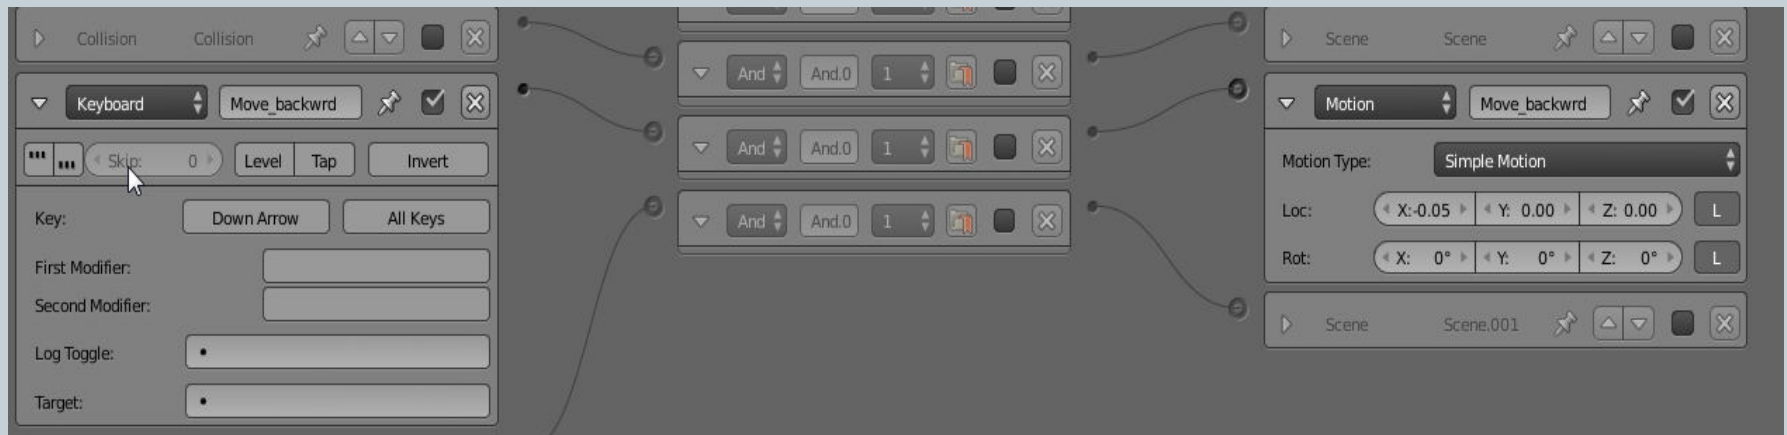 Collision Collision
Keyboard Move_backwrd
Skip: 0 Level Tap Invert
Key: Down Arrow All Keys
First Modifier:
Second Modifier:
Log Toggle:
Target:
And And.0 1
And And.0 1
And And.0 1
Scene Scene
Motion Move_backwrd
Motion Type: Simple Motion
Loc: X:-0.05 Y: 0.00 Z: 0.00 L
Rot: X: 0° Y: 0° Z: 0° L
Scene Scene.001